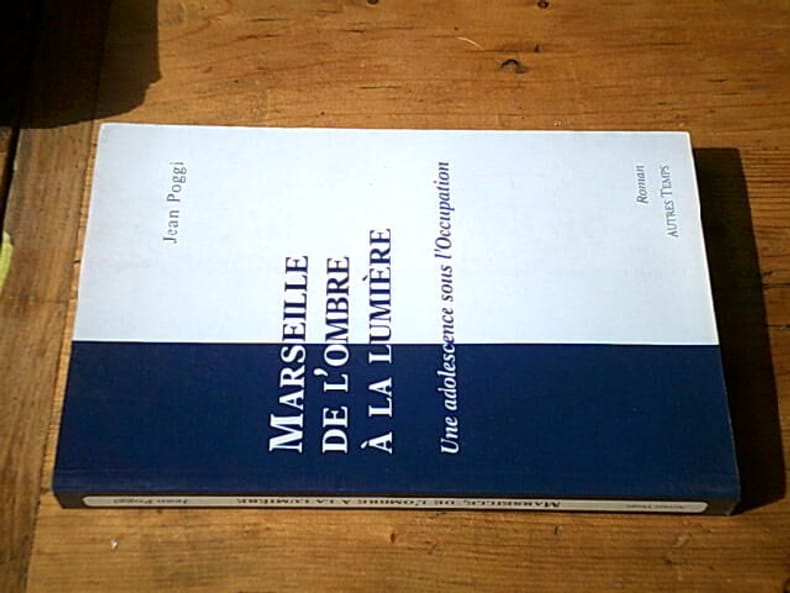 Jean Poggi
MARSEILLE
DE L'OMBRE
À LA LUMIÈRE
Une adolescence sous l'Occupation
Roman
AUTRES TEMPS
Jean Poggi
MARSEILLE, DE L'OMBRE À LA LUMIÈRE